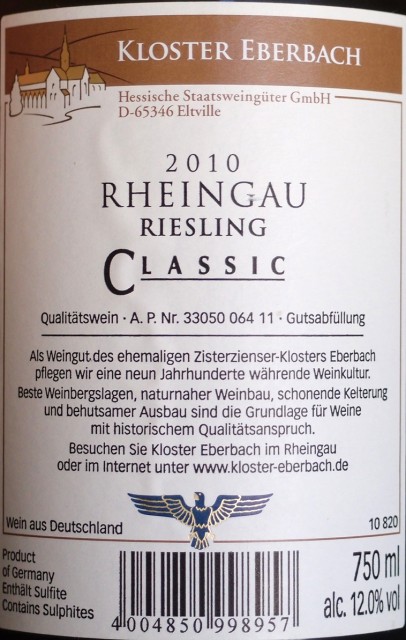 KLOSTER EBERBACH
Hessische Staatsweingüter GmbH
D-65346 Eltville
2010
RHEINGAU
RIESLING
CLASSIC
Qualitätswein · A. P. Nr. 33050 064 11 · Gutsabfüllung
Als Weingut des ehemaligen Zisterzienser-Klosters Eberbach
pflegen wir eine neun Jahrhunderte währende Weinkultur.
Beste Weinbergslagen, naturnaher Weinbau, schonende Kelterung
und behutsamer Ausbau sind die Grundlage für Weine
mit historischem Qualitätsanspruch.
Besuchen Sie Kloster Eberbach im Rheingau
oder im Internet unter www.kloster-eberbach.de
Wein aus Deutschland
10 820
Product
of Germany
Enthält Sulfite
Contains Sulphites
4 004850 998957
750 ml
alc. 12.0% vol